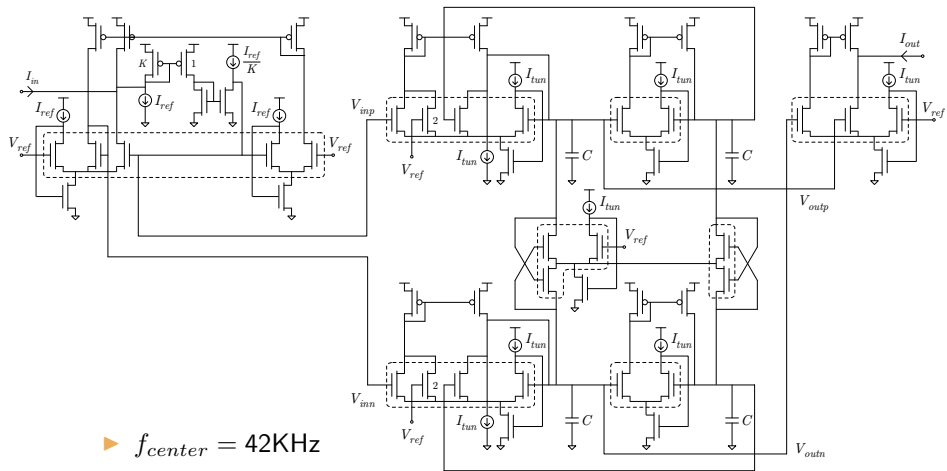 I_in
K
1
I_ref/K
I_ref
I_ref
I_ref
V_ref
V_ref
V_inp
2
V_ref
I_tun
I_tun
C
I_tun
C
I_out
I_tun
V_ref
V_outp
I_tun
V_ref
V_inn
2
V_ref
I_tun
I_tun
C
I_tun
C
V_outn
▶ f_center = 42KHz